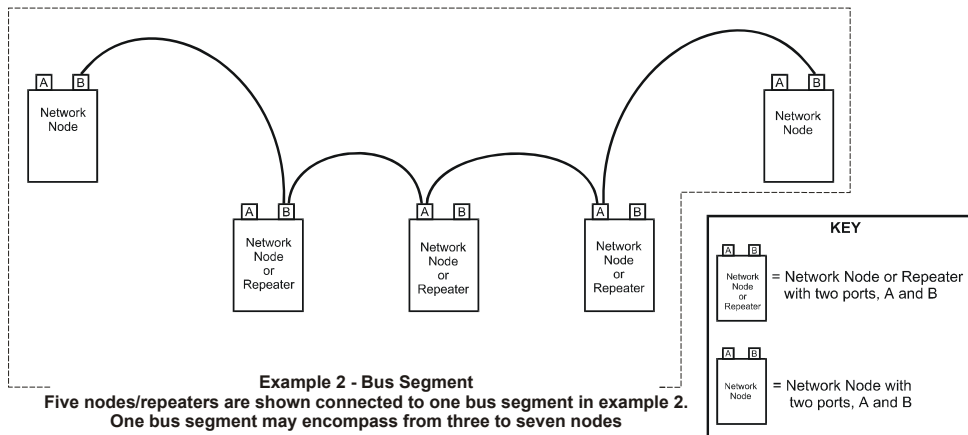 A B
Network
Node
A B
Network
Node
A B
Network
Node
or
Repeater
A B
Network
Node
or
Repeater
A B
Network
Node
or
Repeater
KEY
A B
Network
Node
or
Repeater
= Network Node or Repeater
with two ports, A and B
A B
Network
Node
= Network Node with
two ports, A and B
Example 2 - Bus Segment
Five nodes/repeaters are shown connected to one bus segment in example 2.
One bus segment may encompass from three to seven nodes